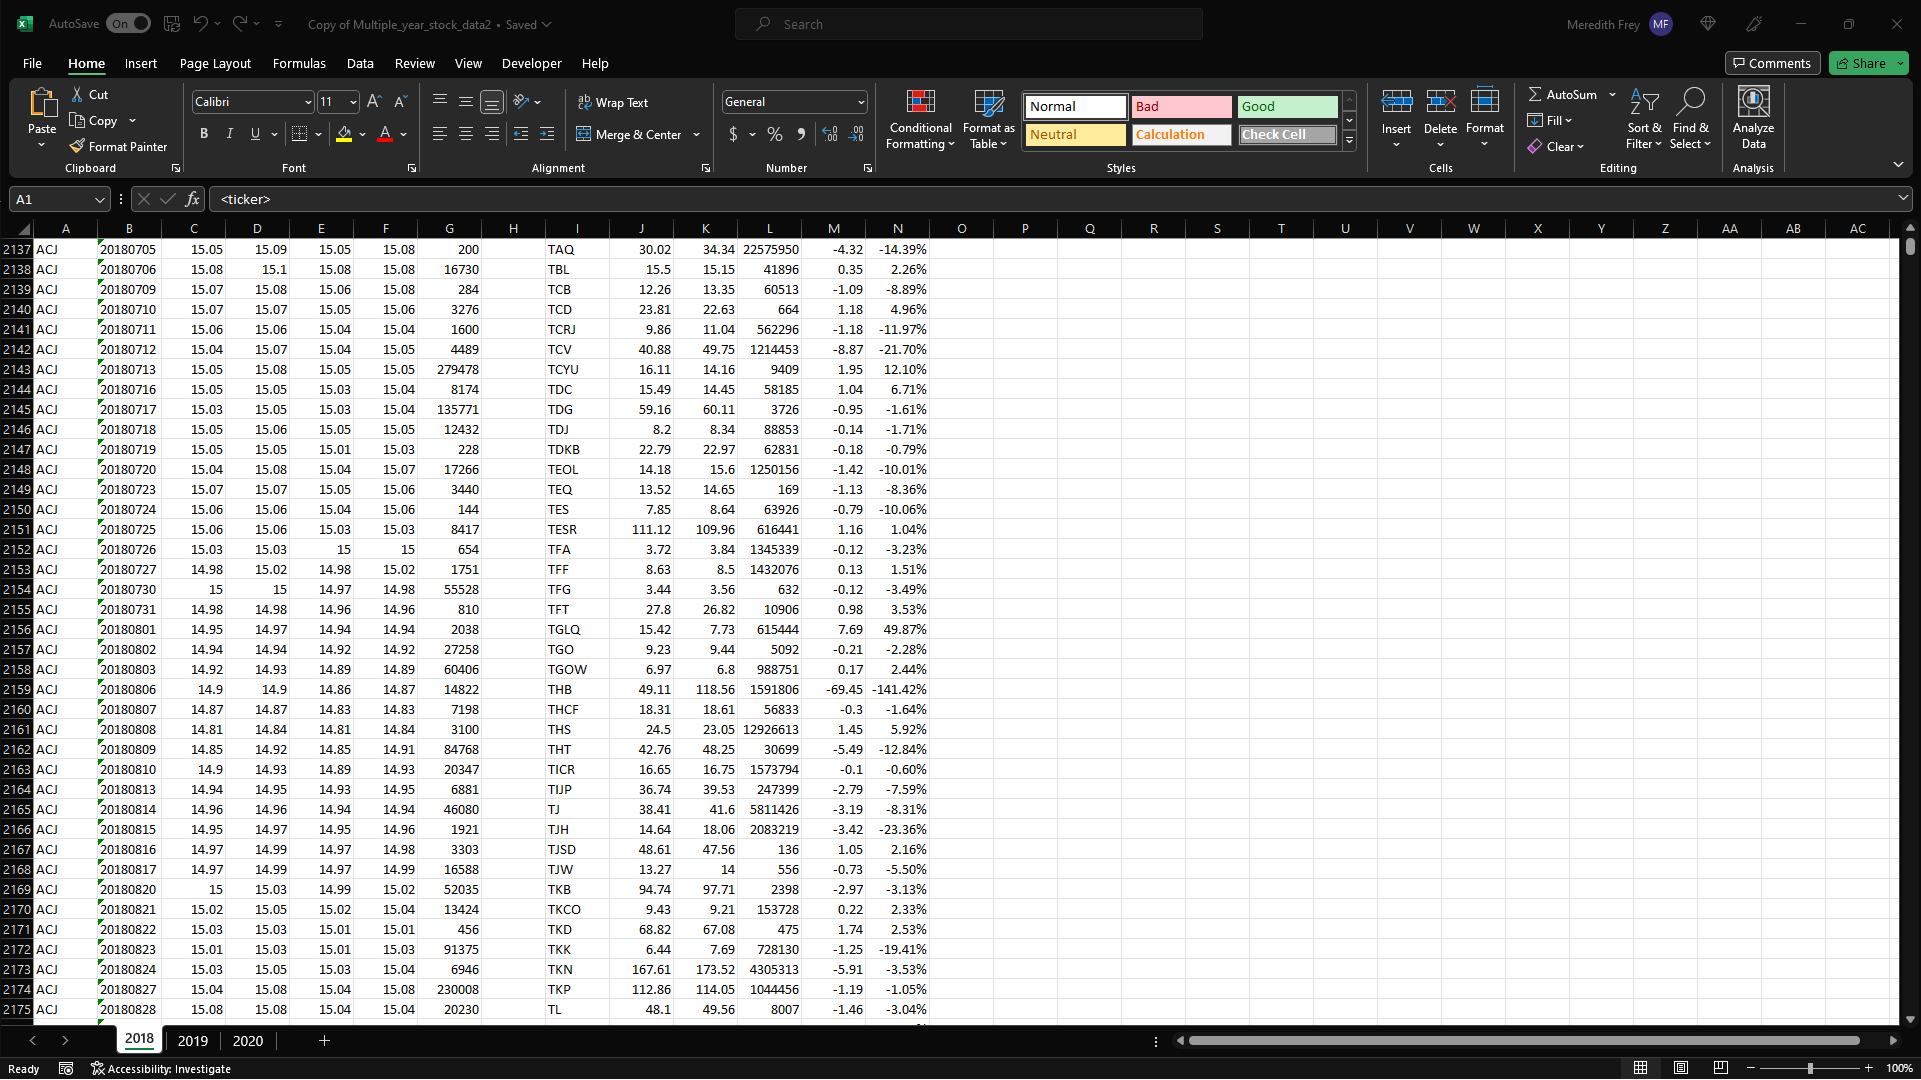 AutoSave On Copy of Multiple_year_stock_data2 • Saved Search Meredith Frey MF
File Home Insert Page Layout Formulas Data Review View Developer Help Comments Share
Paste Cut Copy Format Painter Clipboard
Calibri 11 B I U A Font
Wrap Text Merge & Center Alignment
General $ % Number
Conditional Formatting Format as Table Normal Bad Good Neutral Calculation Check Cell Styles
Insert Delete Format Cells
AutoSum Fill Clear Sort & Filter Find & Select Editing
Analyze Data Analysis
A1 fx <ticker>
A B C D E F G H I J K L M N O P Q R S T U V W X Y Z AA AB AC
2137 ACJ 20180705 15.05 15.09 15.05 15.08 200 TAQ 30.02 34.34 22575950 -4.32 -14.39%
2138 ACJ 20180706 15.08 15.1 15.08 15.08 16730 TBL 15.5 15.15 41896 0.35 2.26%
2139 ACJ 20180709 15.07 15.08 15.06 15.08 284 TCB 12.26 13.35 60513 -1.09 -8.89%
2140 ACJ 20180710 15.07 15.07 15.05 15.06 3276 TCD 23.81 22.63 664 1.18 4.96%
2141 ACJ 20180711 15.06 15.06 15.04 15.04 1600 TCRJ 9.86 11.04 562296 -1.18 -11.97%
2142 ACJ 20180712 15.04 15.07 15.04 15.05 4489 TCV 40.88 49.75 1214453 -8.87 -21.70%
2143 ACJ 20180713 15.05 15.08 15.05 15.05 279478 TCYU 16.11 14.16 9409 1.95 12.10%
2144 ACJ 20180716 15.05 15.05 15.03 15.04 8174 TDC 15.49 14.45 58185 1.04 6.71%
2145 ACJ 20180717 15.03 15.05 15.03 15.04 135771 TDG 59.16 60.11 3726 -0.95 -1.61%
2146 ACJ 20180718 15.05 15.06 15.05 15.05 12432 TDJ 8.2 8.34 88853 -0.14 -1.71%
2147 ACJ 20180719 15.05 15.05 15.01 15.03 228 TDKB 22.79 22.97 62831 -0.18 -0.79%
2148 ACJ 20180720 15.04 15.08 15.04 15.07 17266 TEOL 14.18 15.6 1250156 -1.42 -10.01%
2149 ACJ 20180723 15.07 15.07 15.05 15.06 3440 TEQ 13.52 14.65 169 -1.13 -8.36%
2150 ACJ 20180724 15.06 15.06 15.04 15.06 144 TES 7.85 8.64 63926 -0.79 -10.06%
2151 ACJ 20180725 15.06 15.06 15.03 15.03 8417 TESR 111.12 109.96 616441 1.16 1.04%
2152 ACJ 20180726 15.03 15.03 15 15 654 TFA 3.72 3.84 1345339 -0.12 -3.23%
2153 ACJ 20180727 14.98 15.02 14.98 15.02 1751 TFF 8.63 8.5 1432076 0.13 1.51%
2154 ACJ 20180730 15 15 14.97 14.98 55528 TFG 3.44 3.56 632 -0.12 -3.49%
2155 ACJ 20180731 14.98 14.98 14.96 14.96 810 TFT 27.8 26.82 10906 0.98 3.53%
2156 ACJ 20180801 14.95 14.97 14.94 14.94 2038 TGLQ 15.42 7.73 615444 7.69 49.87%
2157 ACJ 20180802 14.94 14.94 14.92 14.92 27258 TGO 9.23 9.44 5092 -0.21 -2.28%
2158 ACJ 20180803 14.92 14.93 14.89 14.89 60406 TGOW 6.97 6.8 988751 0.17 2.44%
2159 ACJ 20180806 14.9 14.9 14.86 14.87 14822 THB 49.11 118.56 1591806 -69.45 -141.42%
2160 ACJ 20180807 14.87 14.87 14.83 14.83 7198 THCF 18.31 18.61 56833 -0.3 -1.64%
2161 ACJ 20180808 14.81 14.84 14.81 14.84 3100 THS 24.5 23.05 12926613 1.45 5.92%
2162 ACJ 20180809 14.85 14.92 14.85 14.91 84768 THT 42.76 48.25 30699 -5.49 -12.84%
2163 ACJ 20180810 14.9 14.93 14.89 14.93 20347 TICR 16.65 16.75 1573794 -0.1 -0.60%
2164 ACJ 20180813 14.94 14.95 14.93 14.95 6881 TIJP 36.74 39.53 247399 -2.79 -7.59%
2165 ACJ 20180814 14.96 14.96 14.94 14.94 46080 TJ 38.41 41.6 5811426 -3.19 -8.31%
2166 ACJ 20180815 14.95 14.97 14.95 14.96 1921 TJH 14.64 18.06 2083219 -3.42 -23.36%
2167 ACJ 20180816 14.97 14.99 14.97 14.98 3303 TJSD 48.61 47.56 136 1.05 2.16%
2168 ACJ 20180817 14.97 14.99 14.97 14.99 16588 TJW 13.27 14 556 -0.73 -5.50%
2169 ACJ 20180820 15 15.03 14.99 15.02 52035 TKB 94.74 97.71 2398 -2.97 -3.13%
2170 ACJ 20180821 15.02 15.05 15.02 15.04 13424 TKCO 9.43 9.21 153728 0.22 2.33%
2171 ACJ 20180822 15.03 15.03 15.01 15.01 456 TKD 68.82 67.08 475 1.74 2.53%
2172 ACJ 20180823 15.01 15.03 15.01 15.03 91375 TKK 6.44 7.69 728130 -1.25 -19.41%
2173 ACJ 20180824 15.03 15.05 15.03 15.04 6946 TKN 167.61 173.52 4305313 -5.91 -3.53%
2174 ACJ 20180827 15.04 15.08 15.04 15.08 230008 TKP 112.86 114.05 1044456 -1.19 -1.05%
2175 ACJ 20180828 15.08 15.08 15.04 15.04 20230 TL 48.1 49.56 8007 -1.46 -3.04%
2018 2019 2020
Ready Accessibility: Investigate 100%